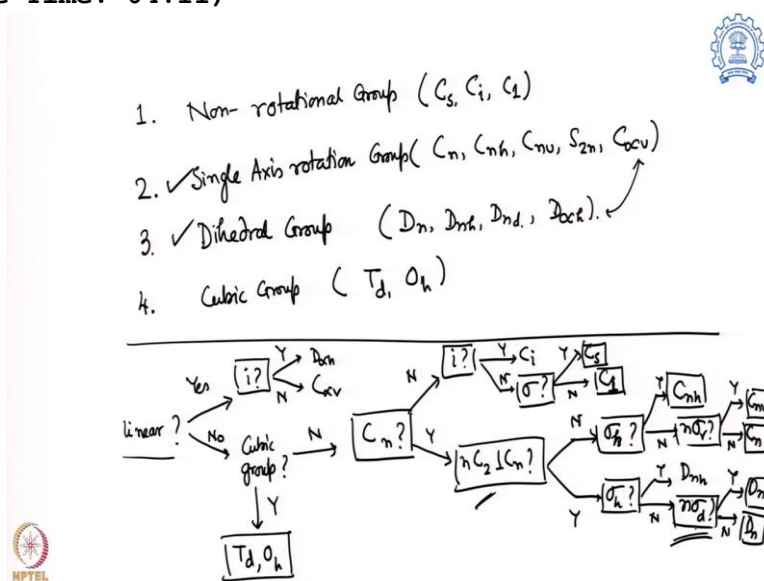 1. Non-rotational Group (Cs, Ci, C1)
2. ✓Single Axis rotation Group( Cn, Cnh, Cnv, S2n, C∞v)
3. ✓ Dihedral Group (Dn, Dnh, Dnd, D∞h).
4. Cubic Group ( Td, Oh)
linear?
Yes
No
i?
Y D∞h
N C∞v
Cubic group?
Y
Td, Oh
N
Cn?
N
i?
Y Ci
N
σ?
Y Cs
N C1
Y
nC2⊥Cn?
N
σh?
Y Cnh
N nσv?
Y
N Cn
Y
σh?
Y Dnh
N nσd?
Y
N Dn
NPTEL